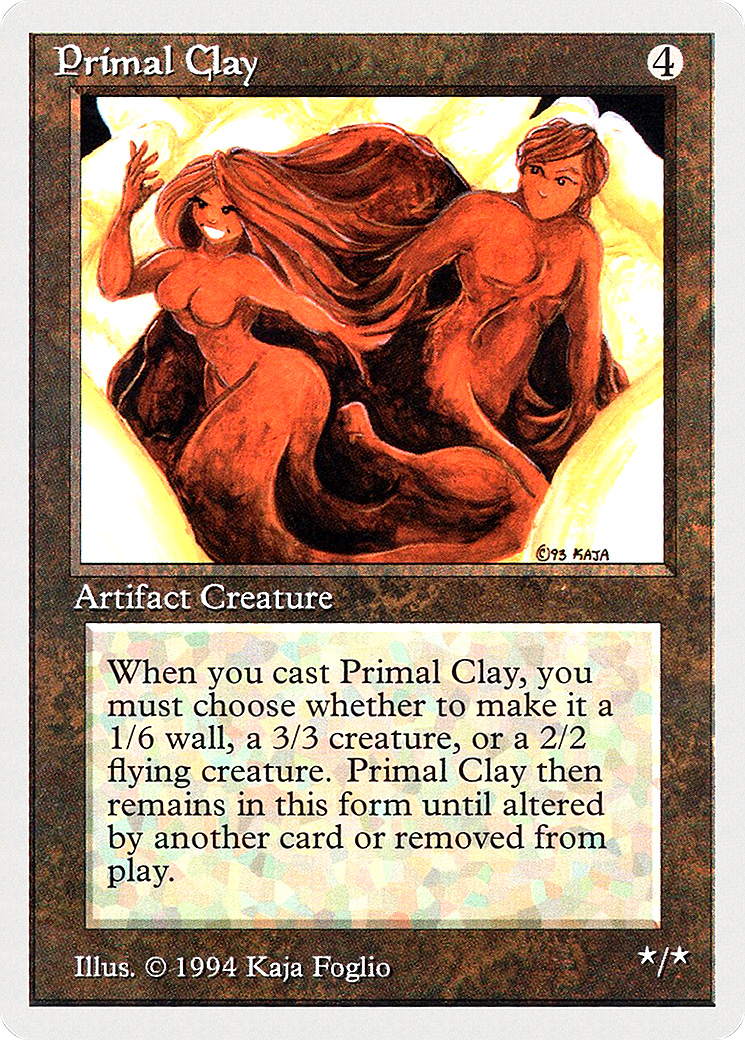 Primal Clay
4
©93 KAJA
Artifact Creature
When you cast Primal Clay, you
must choose whether to make it a
1/6 wall, a 3/3 creature, or a 2/2
flying creature. Primal Clay then
remains in this form until altered
by another card or removed from
play.
Illus. © 1994 Kaja Foglio
★/★